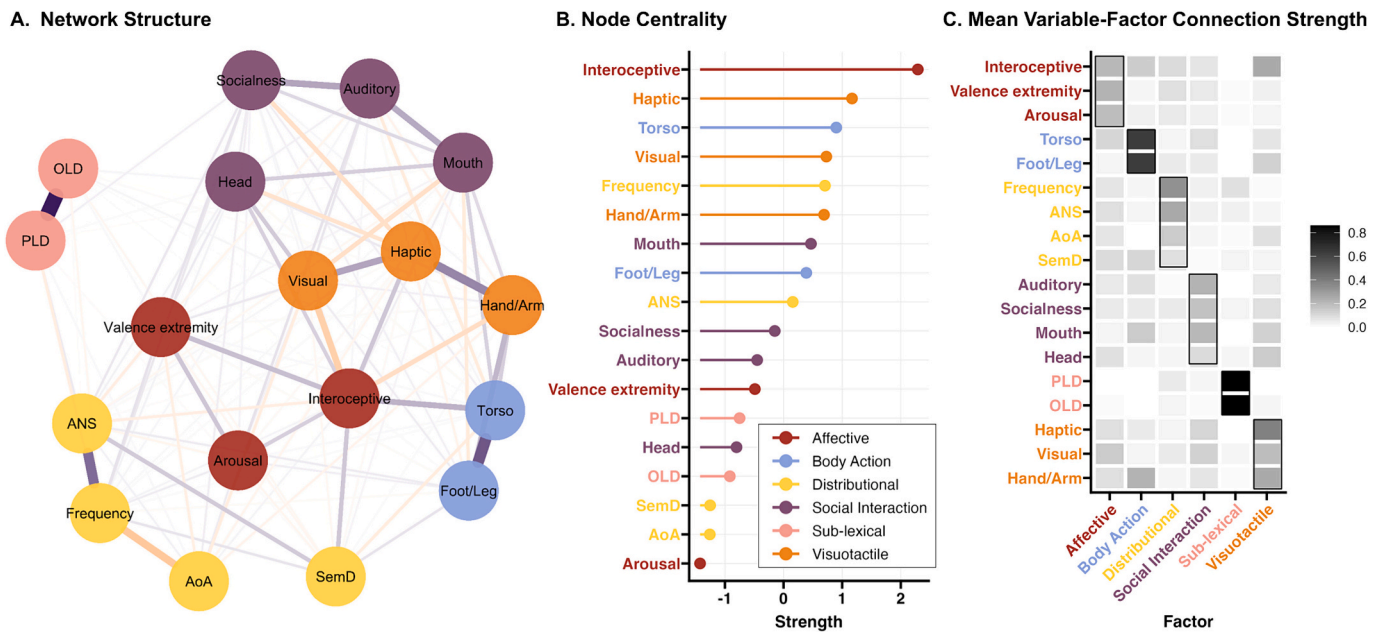 A. Network Structure
Socialness
Auditory
OLD
Head
Mouth
PLD
Haptic
Visual
Hand/Arm
Valence extremity
Interoceptive
Torso
ANS
Arousal
Foot/Leg
Frequency
AoA
SemD
B. Node Centrality
Interoceptive
Haptic
Torso
Visual
Frequency
Hand/Arm
Mouth
Foot/Leg
ANS
Socialness
Auditory
Valence extremity
PLD
Head
OLD
SemD
AoA
Arousal
Affective
Body Action
Distributional
Social Interaction
Sub-lexical
Visuotactile
-1 0 1 2
Strength
C. Mean Variable-Factor Connection Strength
Interoceptive
Valence extremity
Arousal
Torso
Foot/Leg
Frequency
ANS
AoA
SemD
Auditory
Socialness
Mouth
Head
PLD
OLD
Haptic
Visual
Hand/Arm
0.8
0.6
0.4
0.2
0.0
Affective
Body Action
Distributional
Social Interaction
Sub-lexical
Visuotactile
Factor